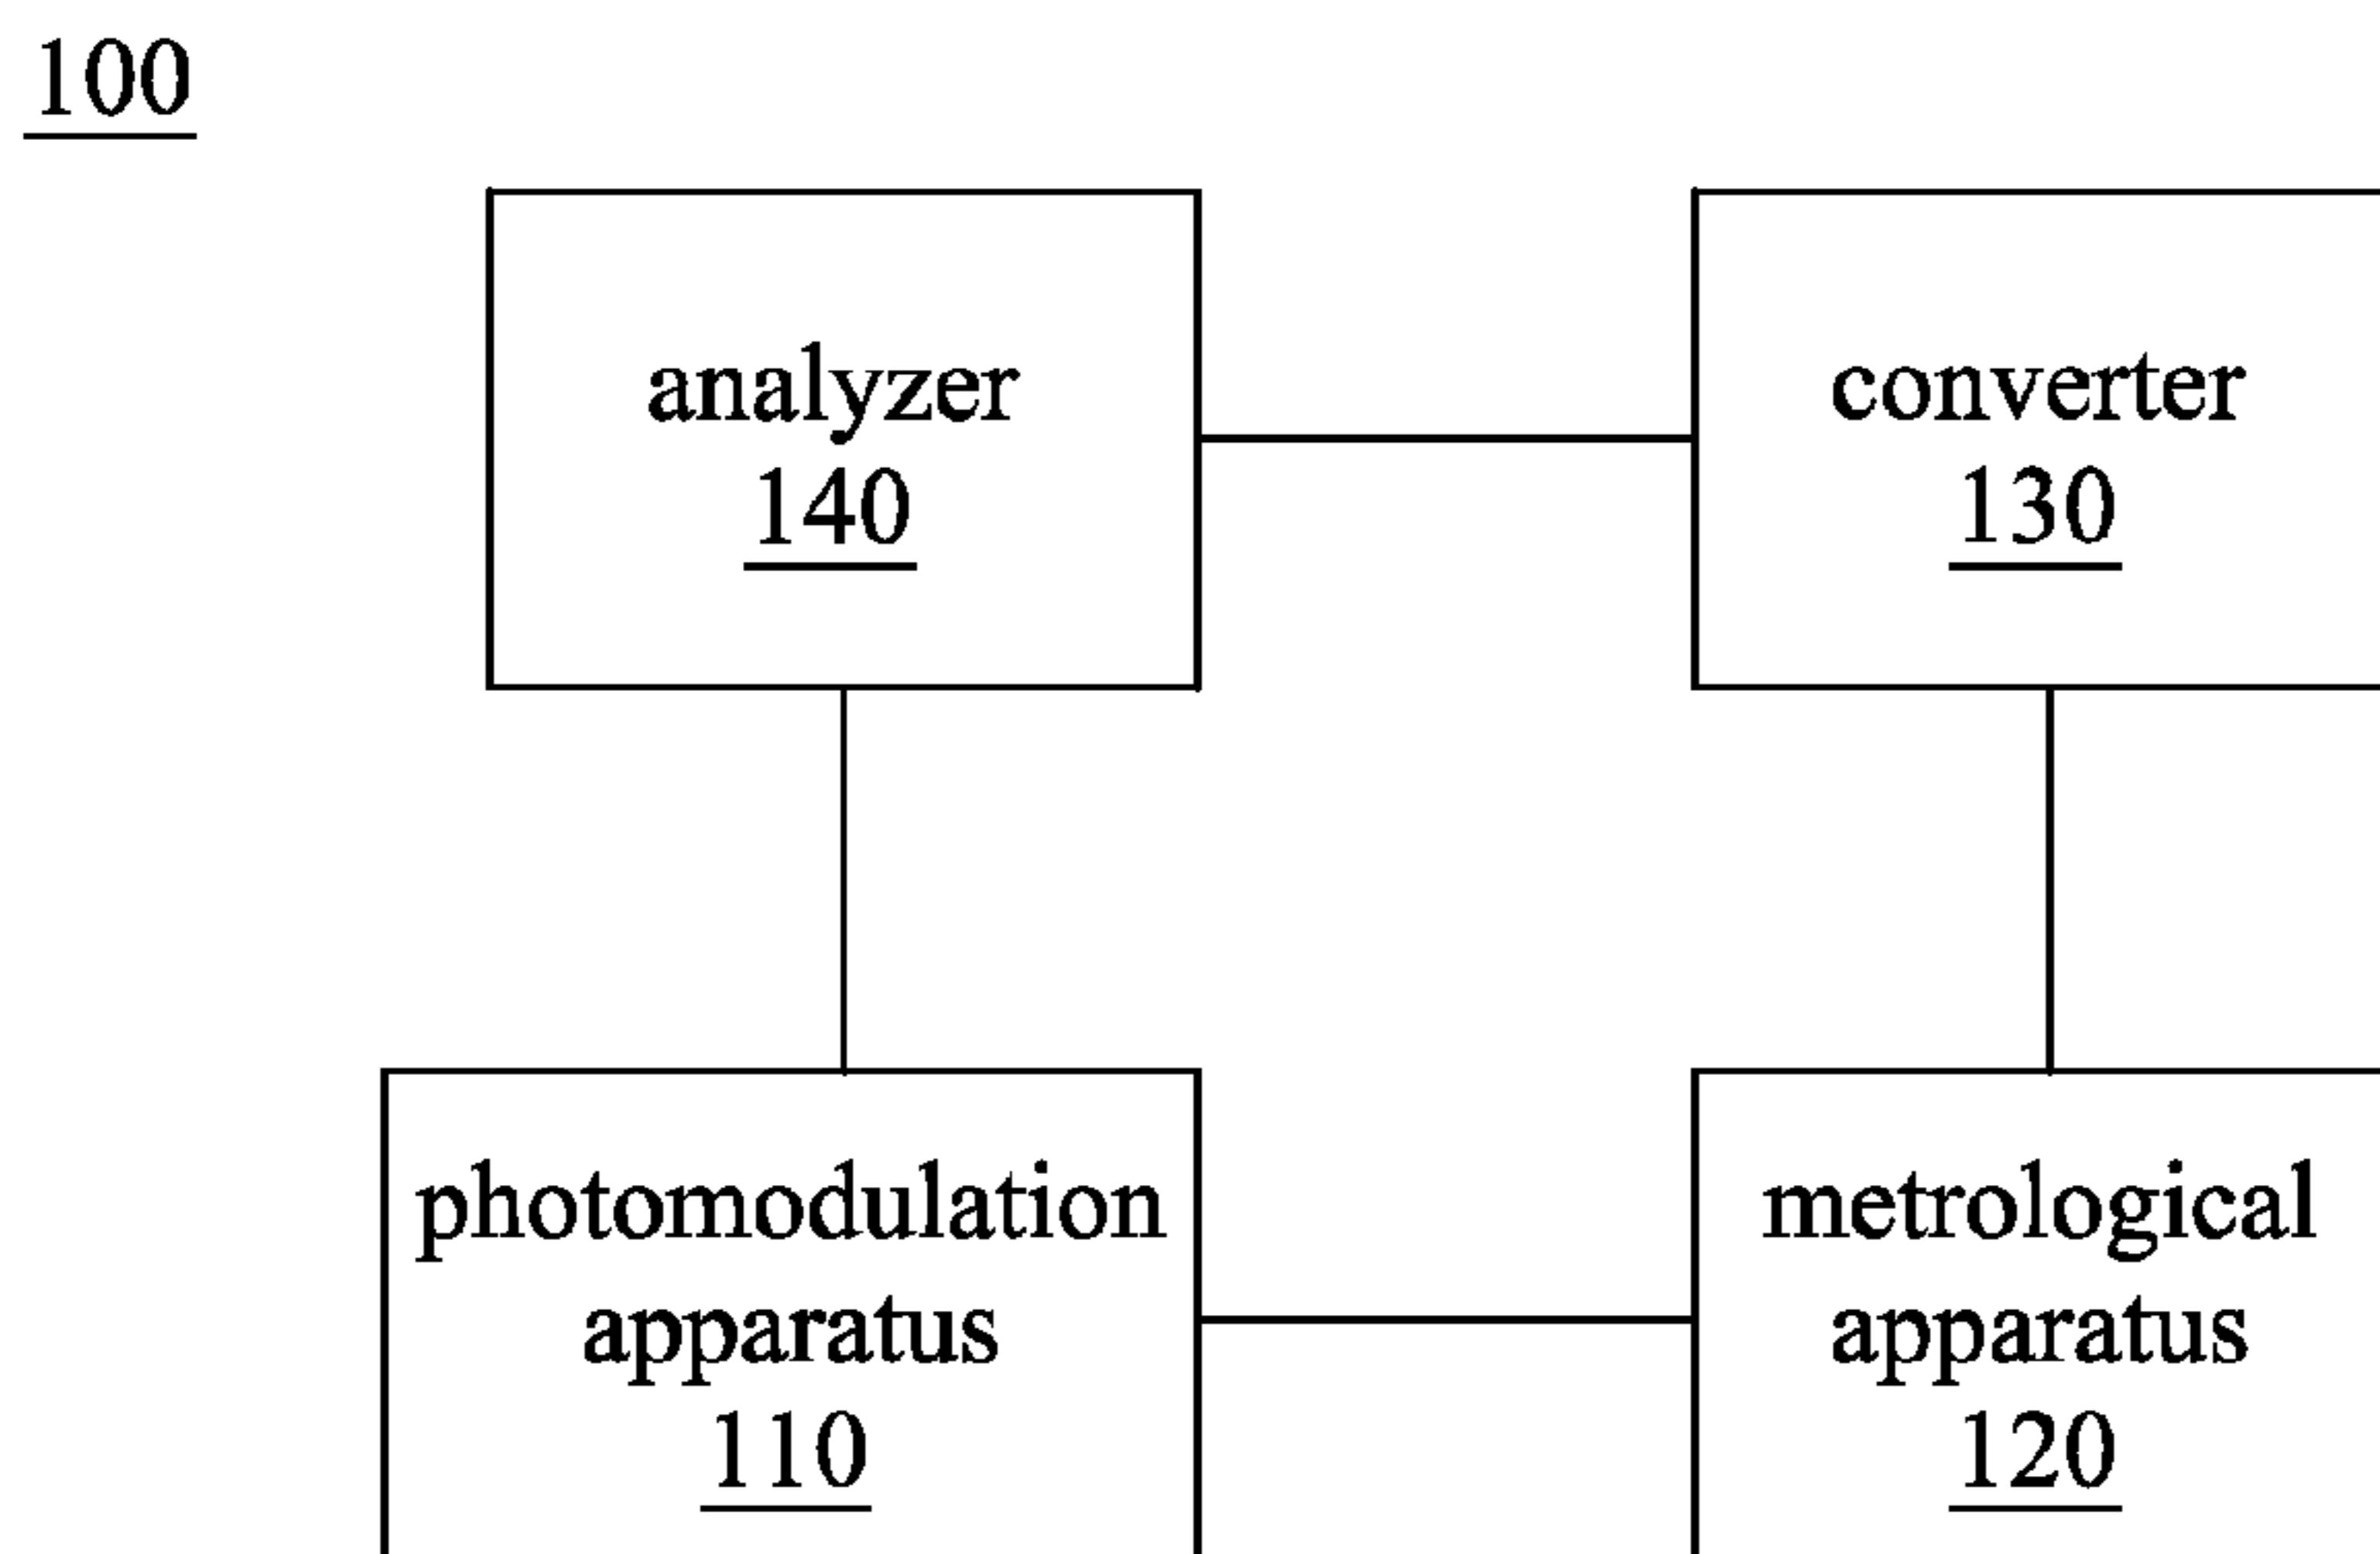 100
analyzer
140
converter
130
photomodulation
apparatus
110
metrological
apparatus
120